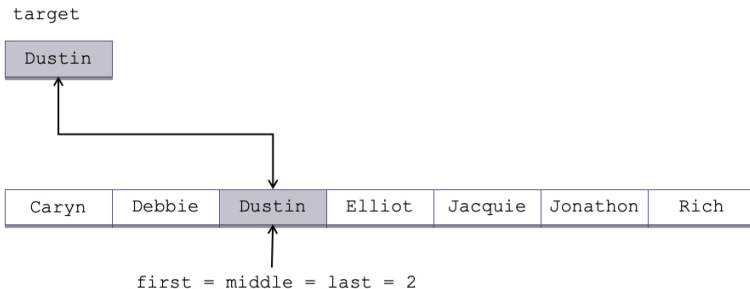 target
Dustin
Caryn Debbie Dustin Elliot Jacquie Jonathon Rich
first = middle = last = 2